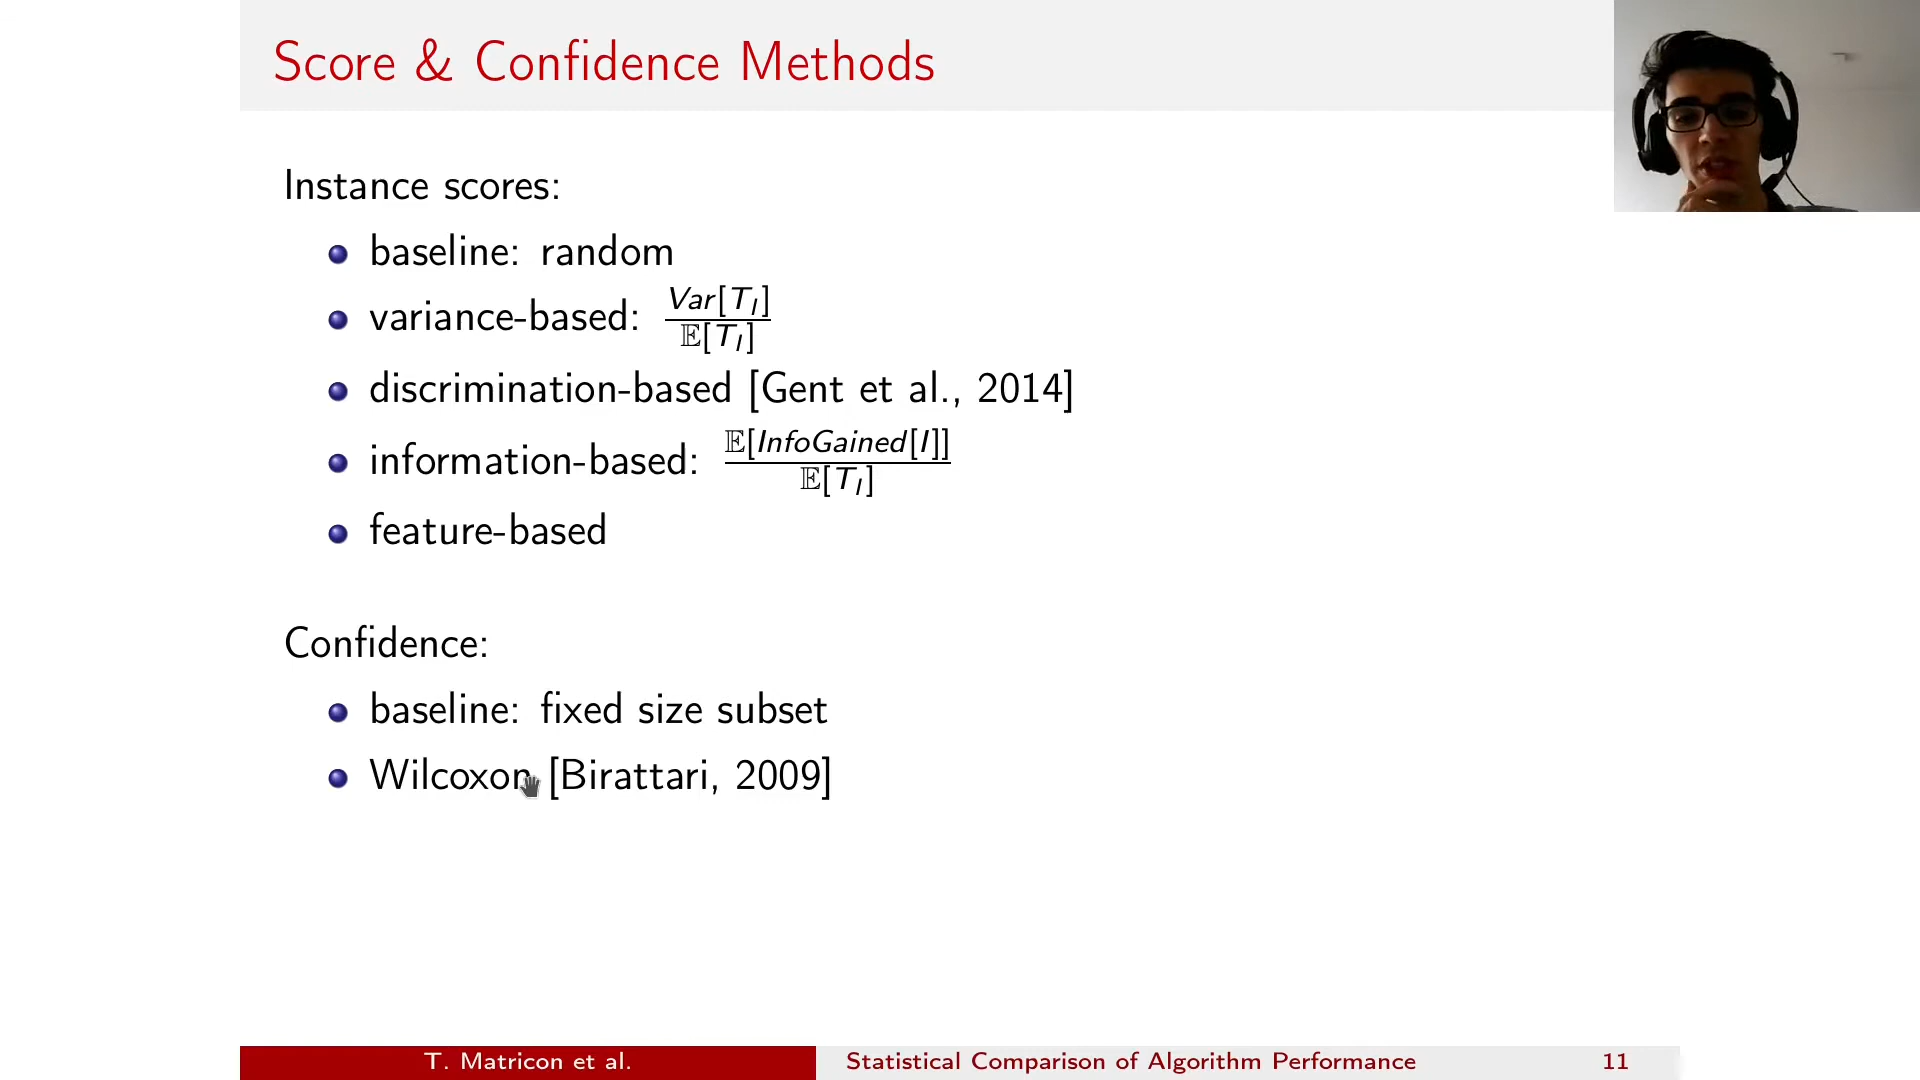 Score & Confidence Methods
Instance scores:
baseline: random
variance-based: Var[T_I] / 𝔼[T_I]
discrimination-based [Gent et al., 2014]
information-based: 𝔼[InfoGained[I]] / 𝔼[T_I]
feature-based
Confidence:
baseline: fixed size subset
Wilcoxon [Birattari, 2009]
T. Matricon et al. Statistical Comparison of Algorithm Performance 11